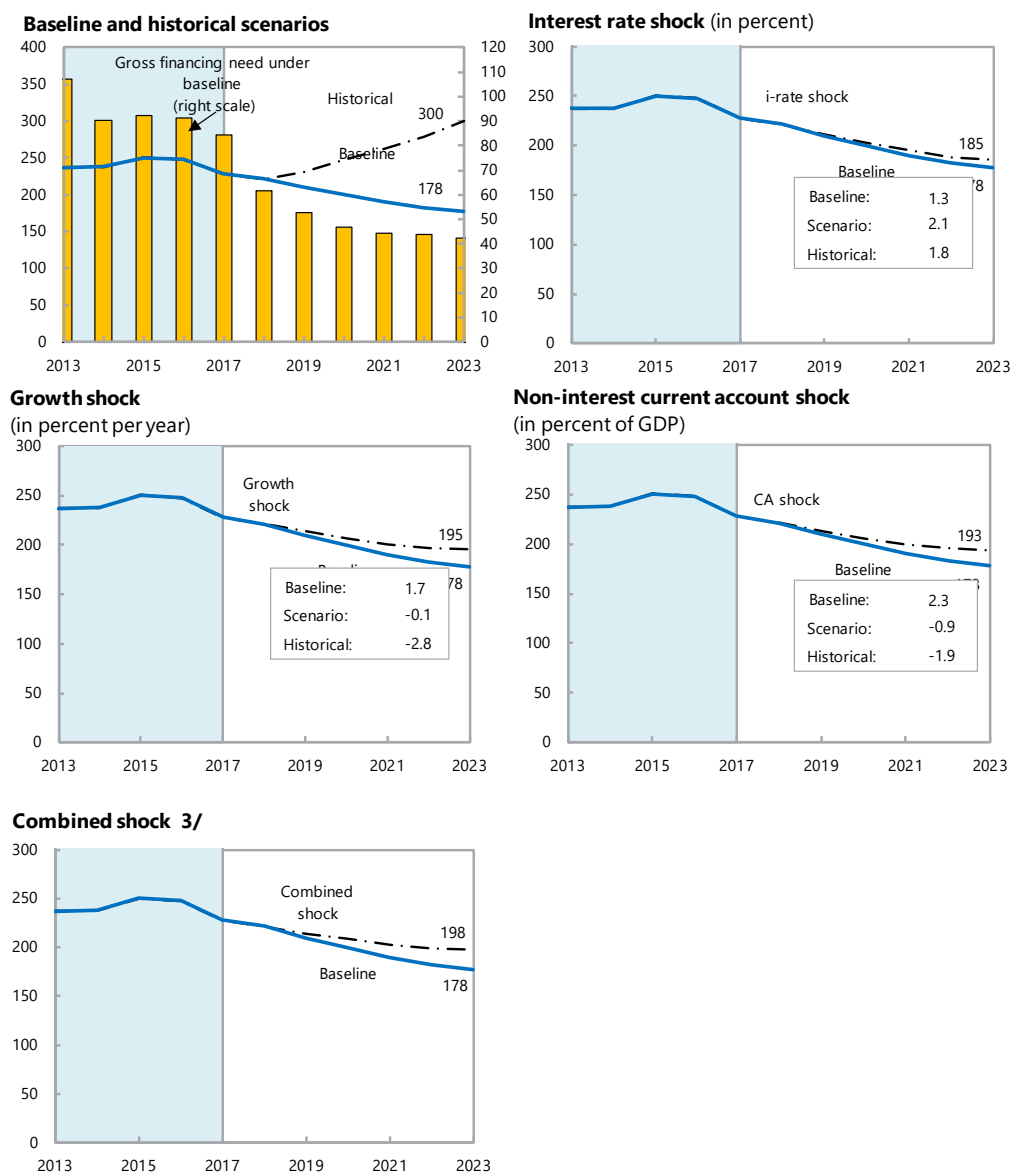 Baseline and historical scenarios
400
350
300
250
200
150
100
50
0
120
110
100
90
80
70
60
50
40
30
20
10
0
Gross financing need under
baseline
(right scale)
Historical
300
Baseline
178
2013 2015 2017 2019 2021 2023
Interest rate shock (in percent)
300
250
200
150
100
50
0
i-rate shock
185
Baseline
78
Baseline: 1.3
Scenario: 2.1
Historical: 1.8
2013 2015 2017 2019 2021 2023
Growth shock
(in percent per year)
300
250
200
150
100
50
0
Growth
shock
195
78
Baseline: 1.7
Scenario: -0.1
Historical: -2.8
2013 2015 2017 2019 2021 2023
Non-interest current account shock
(in percent of GDP)
300
250
200
150
100
50
0
CA shock
193
Baseline
Baseline: 2.3
Scenario: -0.9
Historical: -1.9
2013 2015 2017 2019 2021 2023
Combined shock 3/
300
250
200
150
100
50
0
Combined
shock
198
Baseline
178
2013 2015 2017 2019 2021 2023